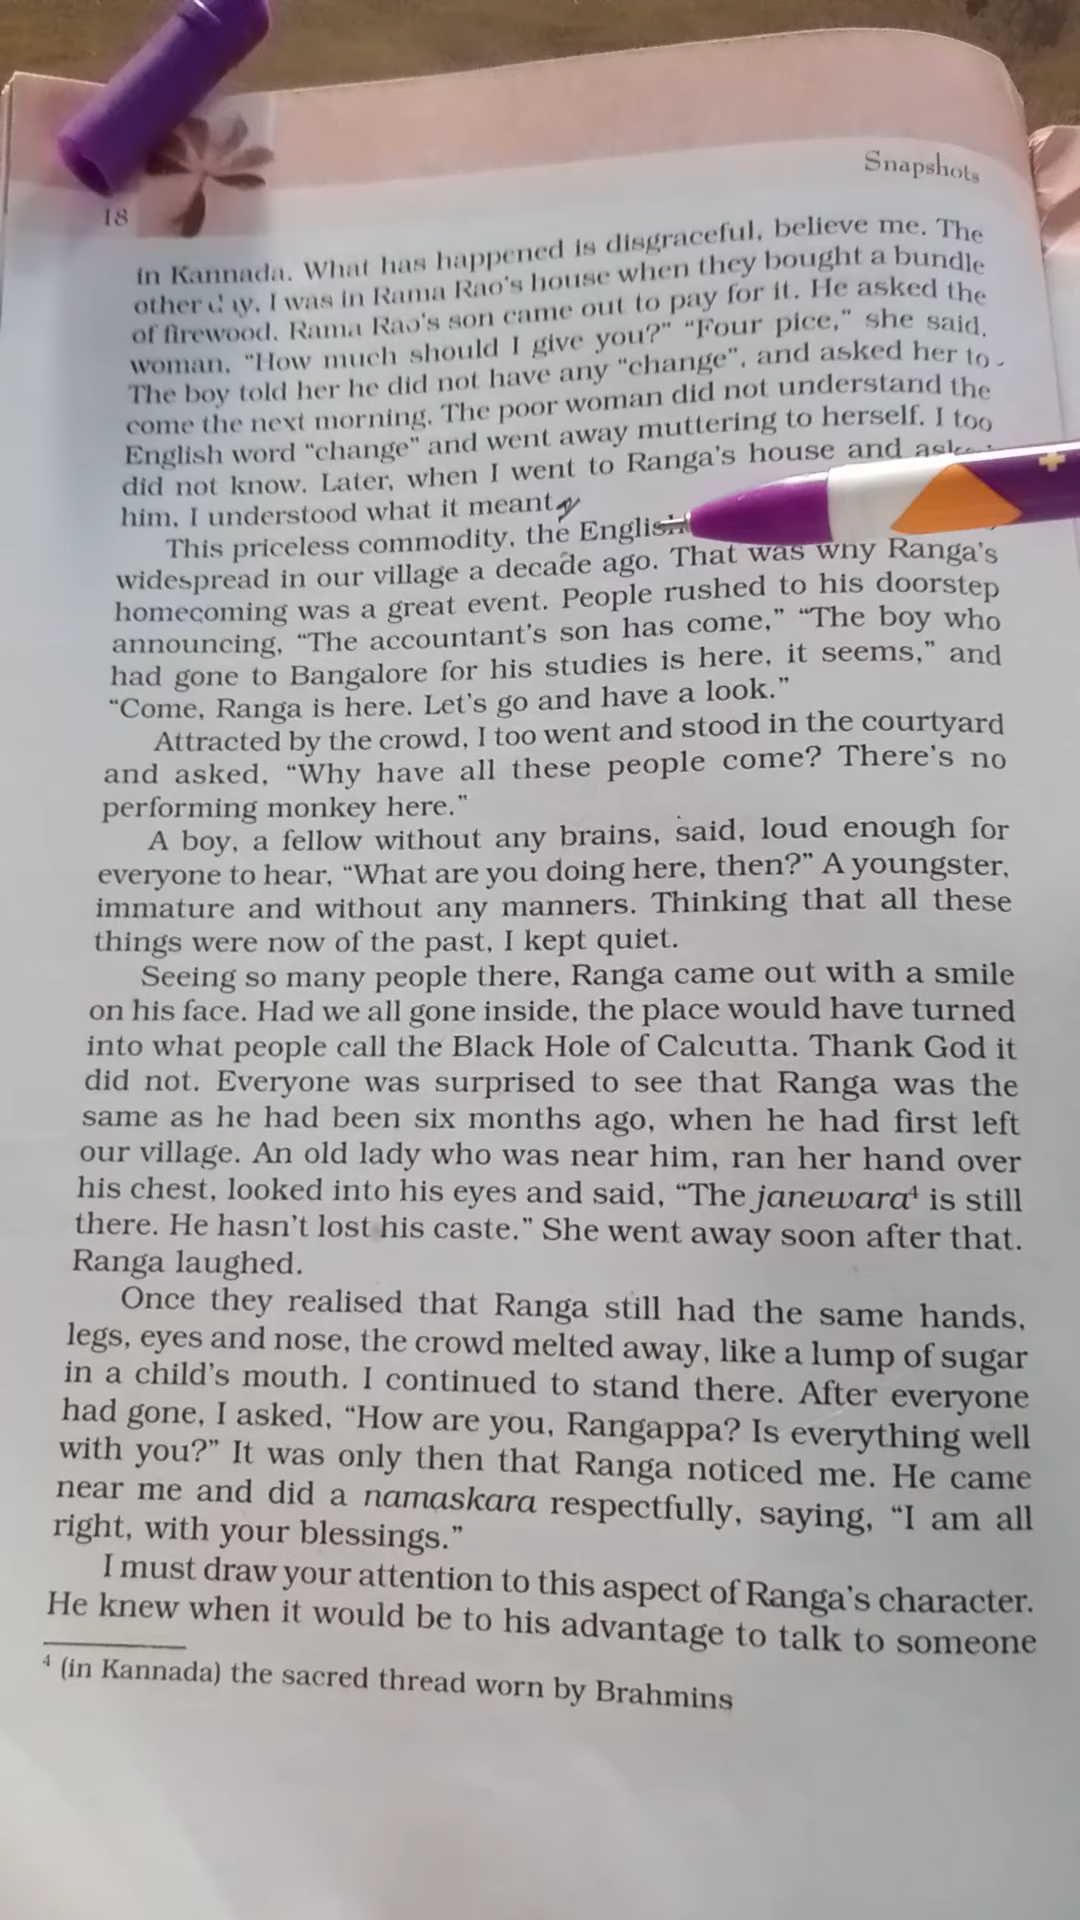 Snapshots
18
in Kannada. What has happened is disgraceful, believe me. The
other day, I was in Rama Rao's house when they bought a bundle
of firewood. Rama Rao's son came out to pay for it. He asked the
woman, “How much should I give you?” “Four pice,” she said.
The boy told her he did not have any “change”, and asked her to
come the next morning. The poor woman did not understand the
English word “change” and went away muttering to herself. I too
did not know. Later, when I went to Ranga's house and
him, I understood what it meant.
This priceless commodity, the English
widespread in our village a decade ago. That was why Ranga's
homecoming was a great event. People rushed to his doorstep
announcing, “The accountant's son has come,” “The boy who
had gone to Bangalore for his studies is here, it seems,” and
“Come, Ranga is here. Let's go and have a look.”
Attracted by the crowd, I too went and stood in the courtyard
and asked, “Why have all these people come? There's no
performing monkey here.”
A boy, a fellow without any brains, said, loud enough for
everyone to hear, “What are you doing here, then?” A youngster,
immature and without any manners. Thinking that all these
things were now of the past, I kept quiet.
Seeing so many people there, Ranga came out with a smile
on his face. Had we all gone inside, the place would have turned
into what people call the Black Hole of Calcutta. Thank God it
did not. Everyone was surprised to see that Ranga was the
same as he had been six months ago, when he had first left
our village. An old lady who was near him, ran her hand over
his chest, looked into his eyes and said, “The janewara⁴ is still
there. He hasn't lost his caste.” She went away soon after that.
Ranga laughed.
Once they realised that Ranga still had the same hands,
legs, eyes and nose, the crowd melted away, like a lump of sugar
in a child's mouth. I continued to stand there. After everyone
had gone, I asked, “How are you, Rangappa? Is everything well
with you?” It was only then that Ranga noticed me. He came
near me and did a namaskara respectfully, saying, “I am all
right, with your blessings.”
I must draw your attention to this aspect of Ranga's character.
He knew when it would be to his advantage to talk to someone
⁴ (in Kannada) the sacred thread worn by Brahmins